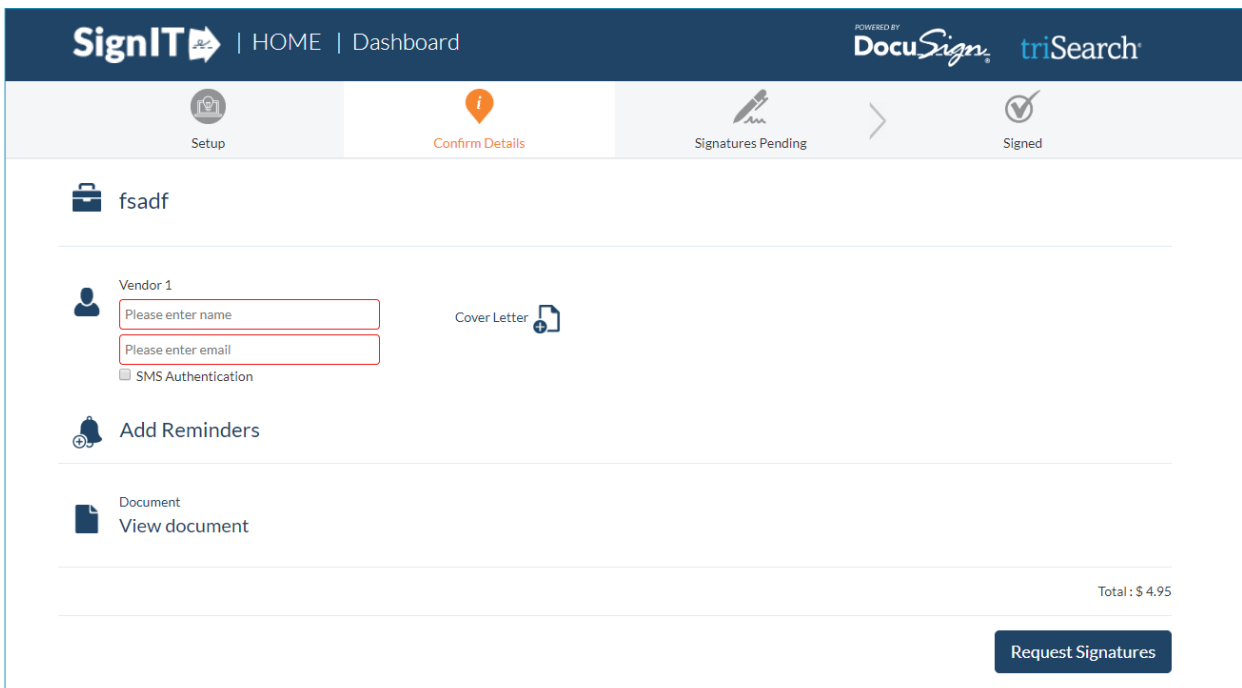 SignIT | HOME | Dashboard
POWERED BY
DocuSign® triSearch
i
Setup Confirm Details Signatures Pending Signed
fsadf
Vendor 1
Please enter name
Cover Letter
Please enter email
SMS Authentication
Add Reminders
Document
View document
Total : $ 4.95
Request Signatures